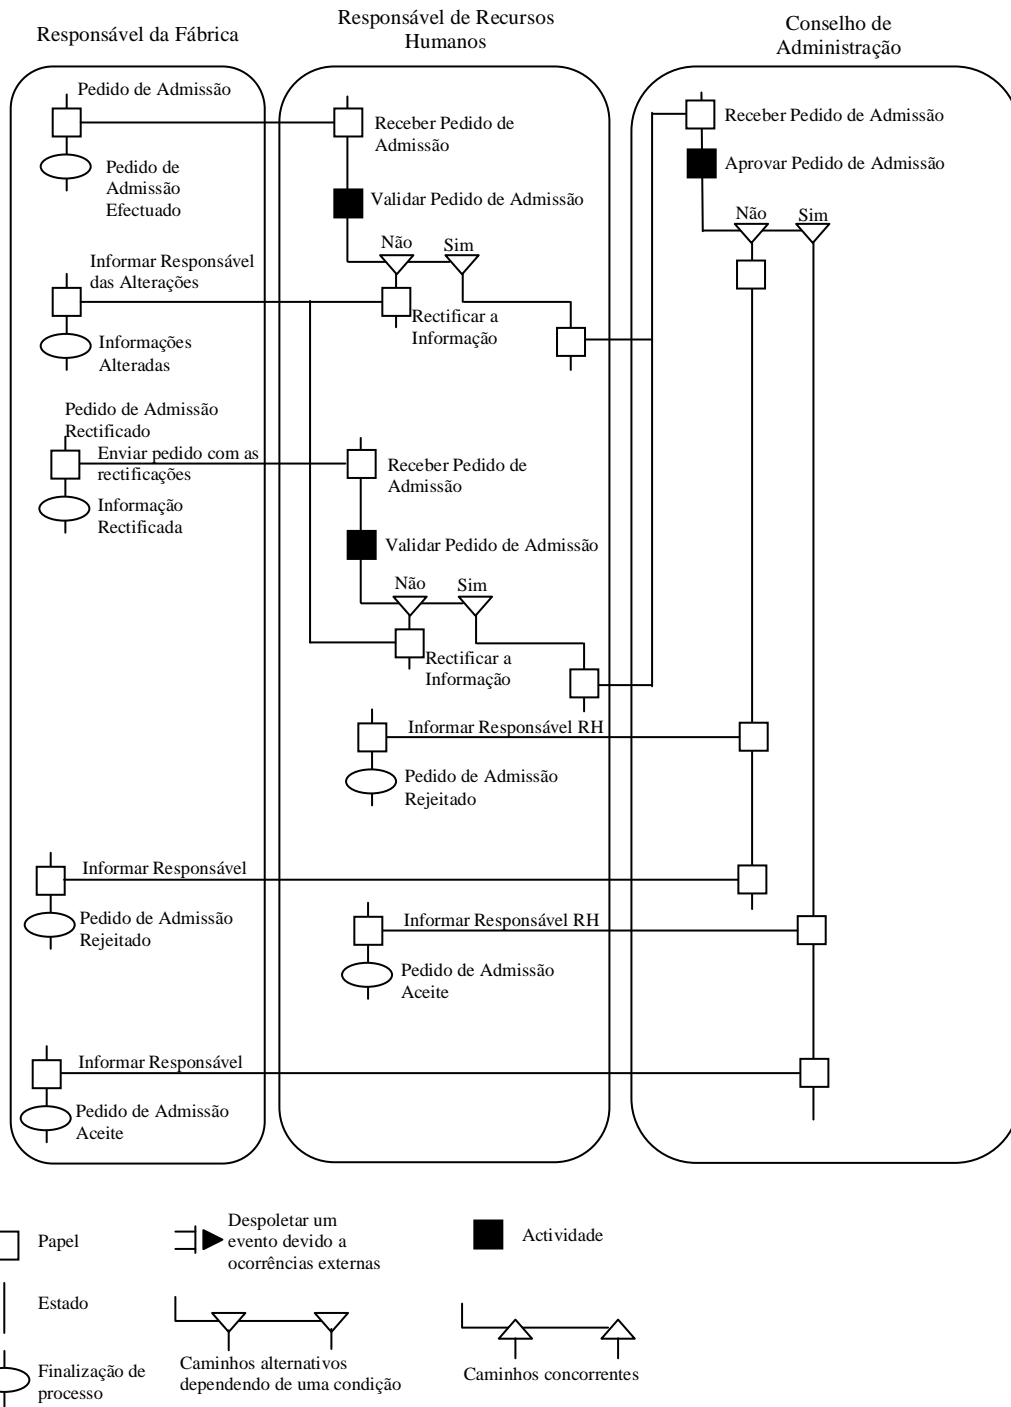 Responsável da Fábrica
Responsável de Recursos
Humanos
Conselho de
Administração
Pedido de Admissão
Pedido de
Admissão
Efectuado
Informar Responsável
das Alterações
Informações
Alteradas
Pedido de Admissão
Rectificado
Enviar pedido com as
rectificações
Informação
Rectificada
Informar Responsável
Pedido de Admissão
Rejeitado
Informar Responsável
Pedido de Admissão
Aceite
Receber Pedido de
Admissão
Validar Pedido de Admissão
Não
Sim
Rectificar a
Informação
Receber Pedido de
Admissão
Validar Pedido de Admissão
Não
Sim
Rectificar a
Informação
Informar Responsável RH
Pedido de Admissão
Rejeitado
Informar Responsável RH
Pedido de Admissão
Aceite
Receber Pedido de Admissão
Aprovar Pedido de Admissão
Não
Sim
Papel
Despoletar um
evento devido a
ocorrências externas
Actividade
Estado
Finalização de
processo
Caminhos alternativos
dependendo de uma condição
Caminhos concorrentes